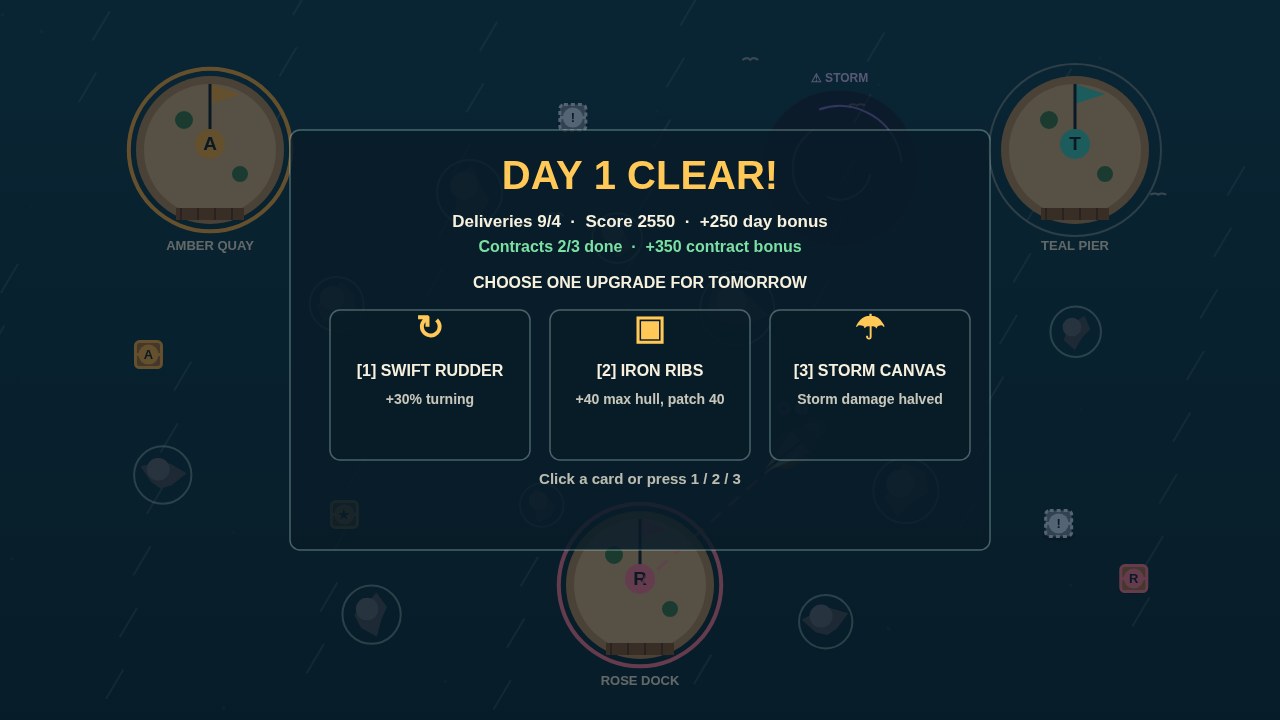 ⚠ STORM
!
A
T
DAY 1 CLEAR!
Deliveries 9/4 · Score 2550 · +250 day bonus
Contracts 2/3 done · +350 contract bonus
AMBER QUAY
TEAL PIER
CHOOSE ONE UPGRADE FOR TOMORROW
[1] SWIFT RUDDER
+30% turning
[2] IRON RIBS
+40 max hull, patch 40
[3] STORM CANVAS
Storm damage halved
A
Click a card or press 1 / 2 / 3
!
R
R
ROSE DOCK